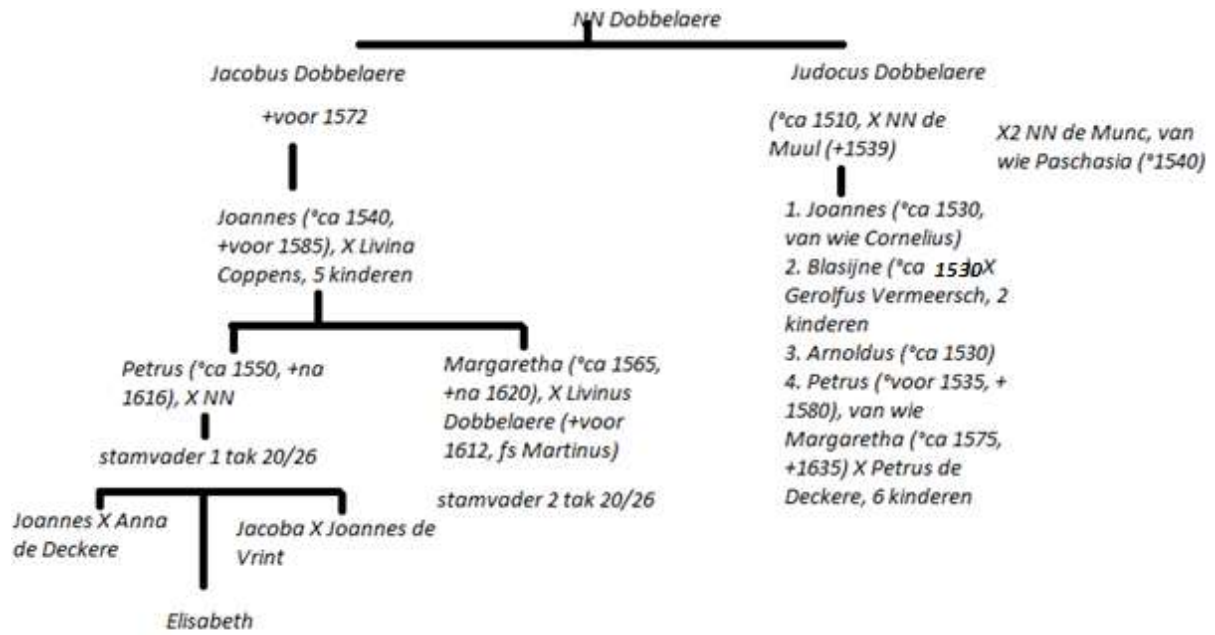 NN Dobbelaere
Jacobus Dobbelaere
+voor 1572
Joannes (°ca 1540,
+voor 1585), X Livina
Coppens, 5 kinderen
Petrus (°ca 1550, +na
1616), X NN
stamvader 1 tak 20/26
Joannes X Anna
de Deckere
Elisabeth
Jacoba X Joannes de
Vrint
Margaretha (°ca 1565,
+na 1620), X Livinus
Dobbelaere (+voor
1612, fs Martinus)
stamvader 2 tak 20/26
Judocus Dobbelaere
(°ca 1510, X NN de
Muul (+1539)
X2 NN de Munc, van
wie Paschasia (°1540)
1. Joannes (°ca 1530,
van wie Cornelius)
2. Blasijne (°ca 1530) X
Gerolfus Vermeersch, 2
kinderen
3. Arnoldus (°ca 1530)
4. Petrus (°voor 1535, +
1580), van wie
Margaretha (°ca 1575,
+1635) X Petrus de
Deckere, 6 kinderen